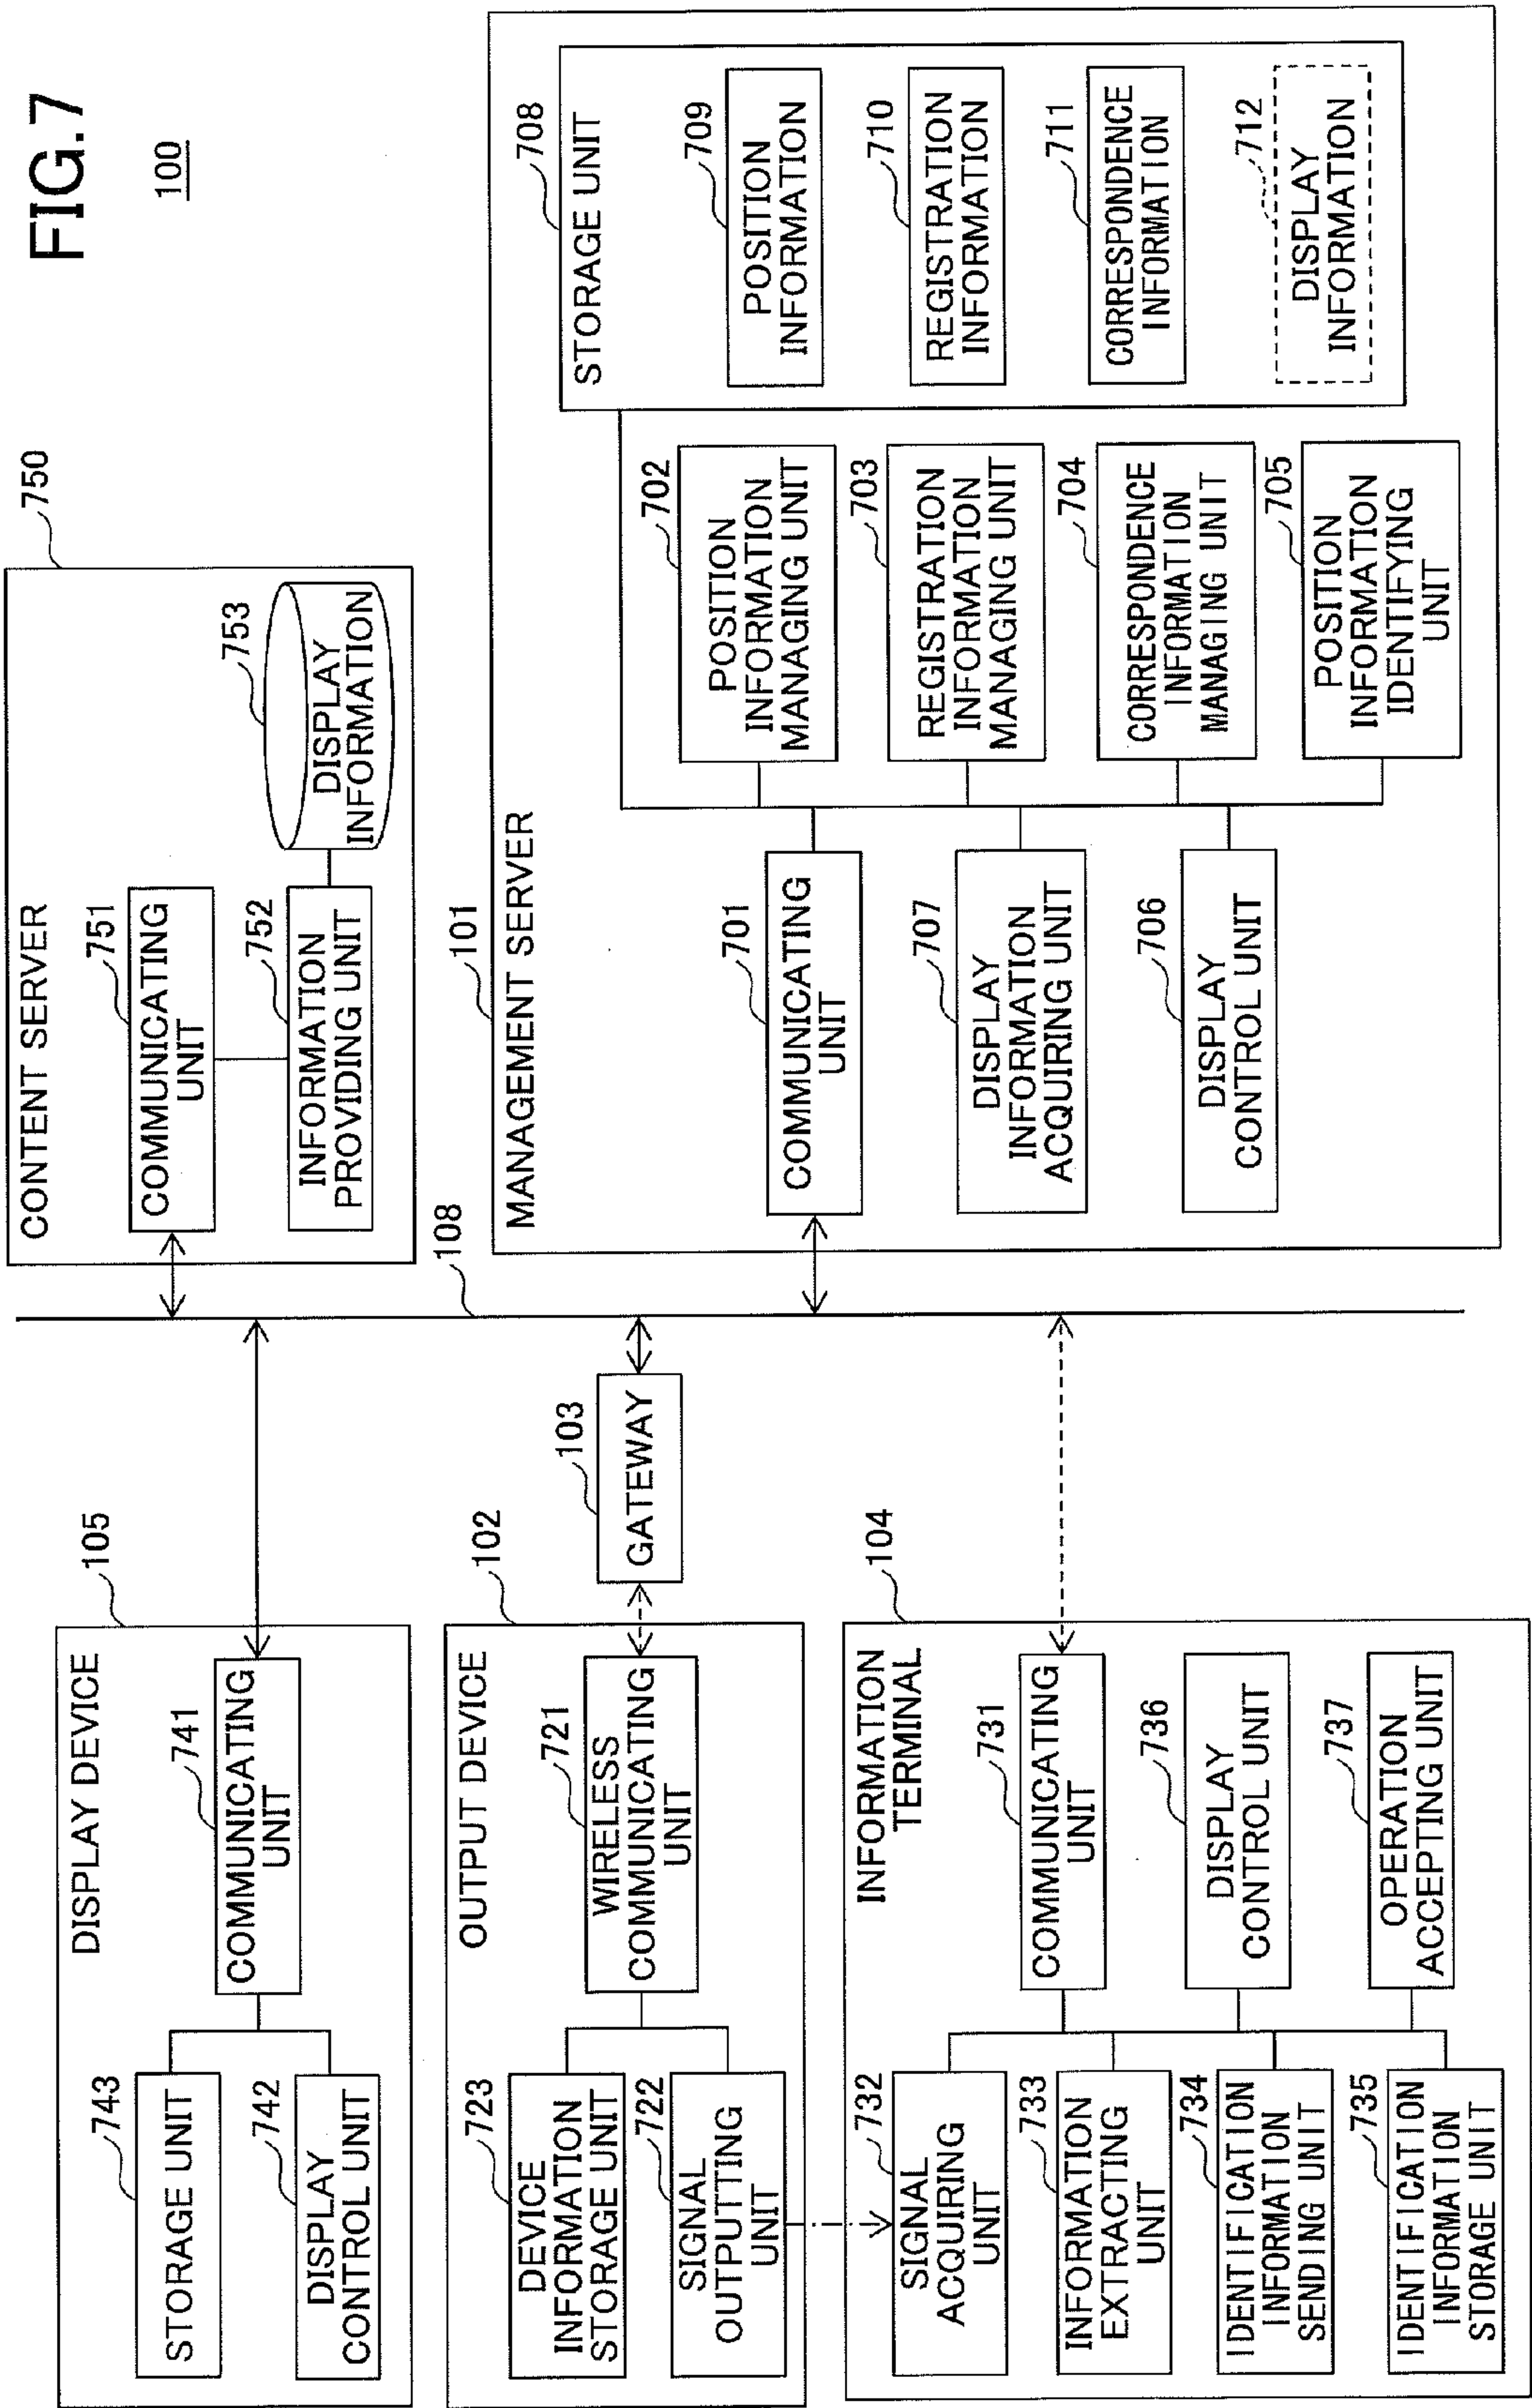 FIG.7
100
CONTENT SERVER
750
751
COMMUNICATING
UNIT
752
INFORMATION
PROVIDING UNIT
753
DISPLAY
INFORMATION
108
MANAGEMENT SERVER
101
701
COMMUNICATING
UNIT
707
DISPLAY
INFORMATION
ACQUIRING UNIT
706
DISPLAY
CONTROL UNIT
702
POSITION
INFORMATION
MANAGING UNIT
703
REGISTRATION
INFORMATION
MANAGING UNIT
704
CORRESPONDENCE
INFORMATION
MANAGING UNIT
705
POSITION
INFORMATION
IDENTIFYING
UNIT
708
STORAGE UNIT
709
POSITION
INFORMATION
710
REGISTRATION
INFORMATION
711
CORRESPONDENCE
INFORMATION
712
DISPLAY
INFORMATION
DISPLAY DEVICE
105
743
STORAGE UNIT
742
DISPLAY
CONTROL UNIT
741
COMMUNICATING
UNIT
OUTPUT DEVICE
102
723
DEVICE
INFORMATION
STORAGE UNIT
722
SIGNAL
OUTPUTTING
UNIT
721
WIRELESS
COMMUNICATING
UNIT
103
GATEWAY
INFORMATION
TERMINAL
104
732
SIGNAL
ACQUIRING
UNIT
733
INFORMATION
EXTRACTING
UNIT
734
IDENTIFICATION
INFORMATION
SENDING UNIT
735
IDENTIFICATION
INFORMATION
STORAGE UNIT
731
COMMUNICATING
UNIT
736
DISPLAY
CONTROL UNIT
737
OPERATION
ACCEPTING UNIT